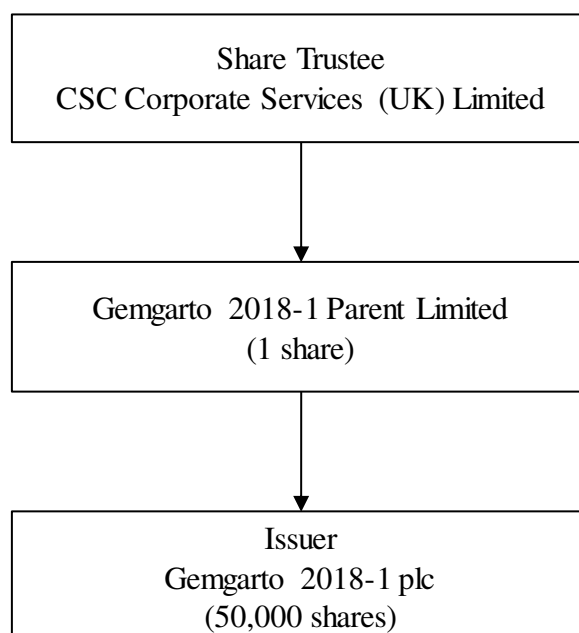 Share Trustee
CSC Corporate Services (UK) Limited
Gemgarto 2018-1 Parent Limited
(1 share)
Issuer
Gemgarto 2018-1 plc
(50,000 shares)